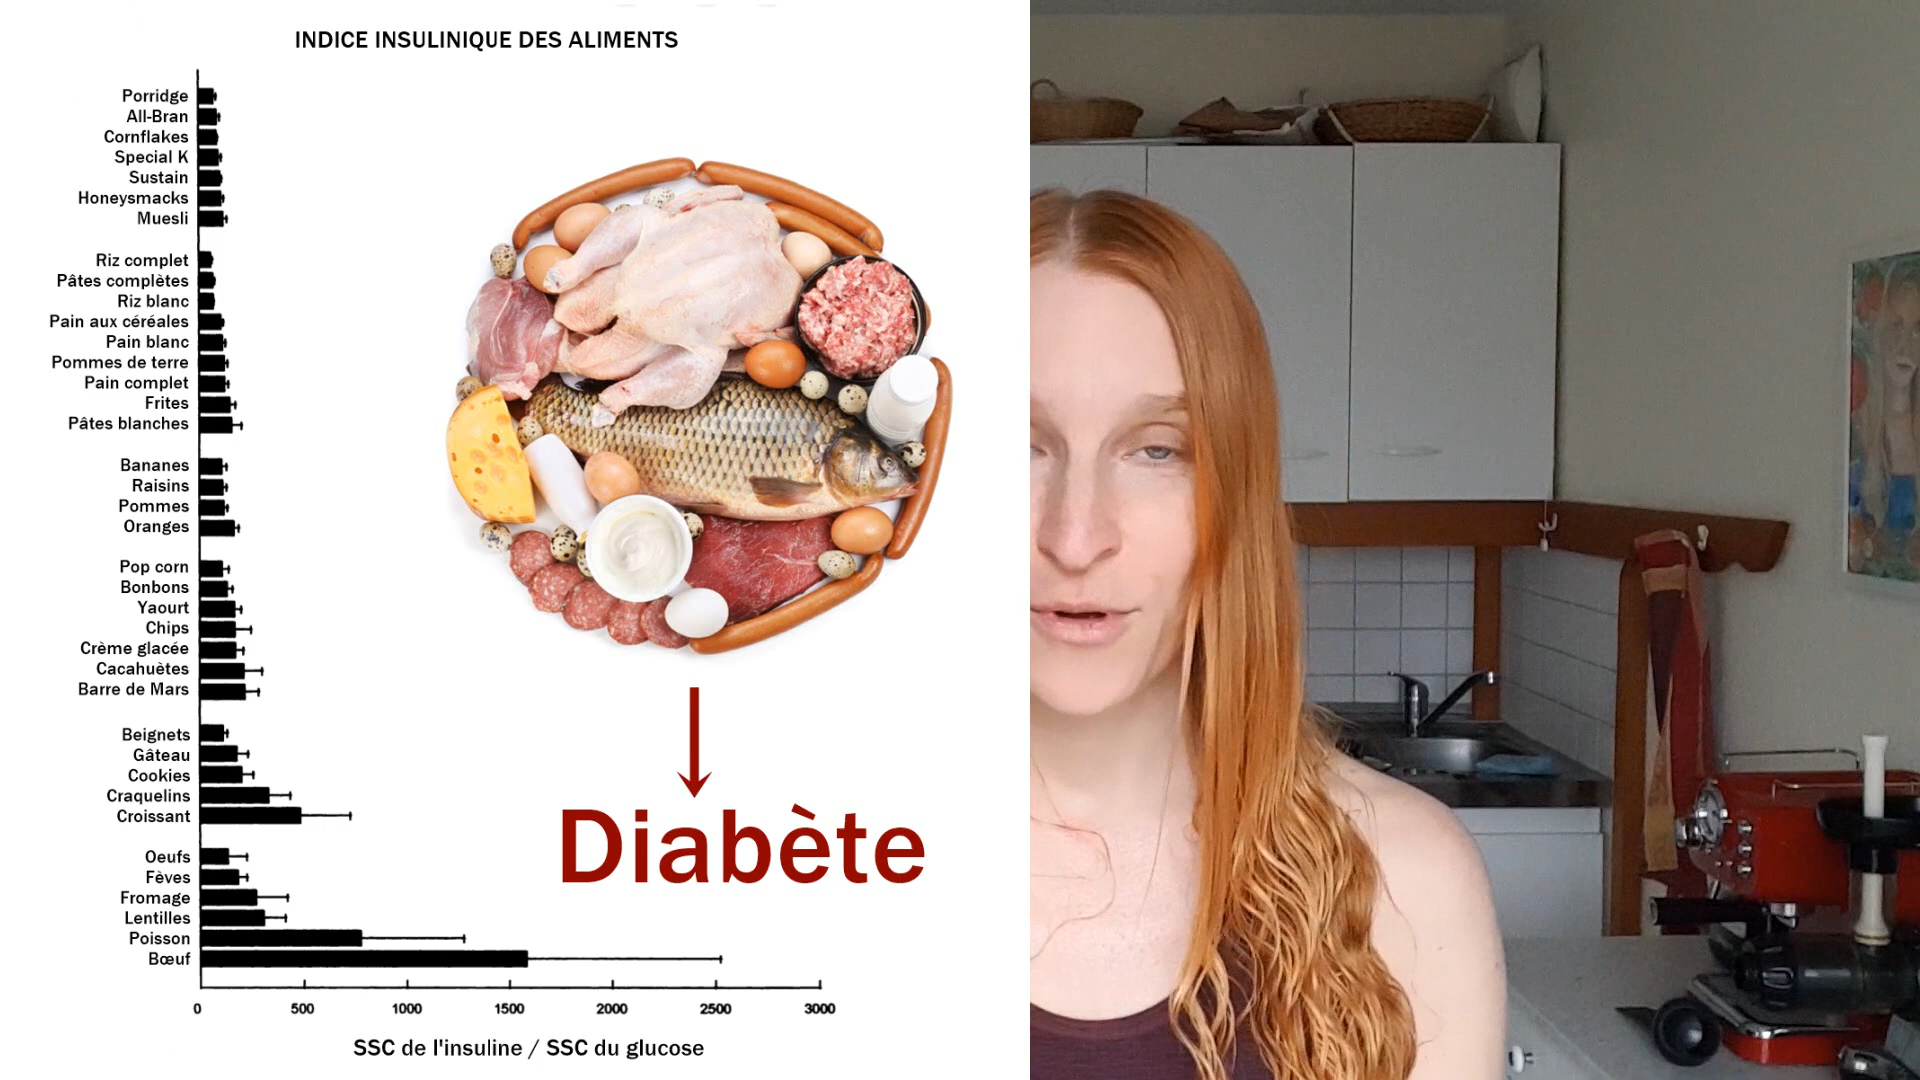 INDICE INSULINIQUE DES ALIMENTS
Porridge
All-Bran
Cornflakes
Special K
Sustain
Honeysmacks
Muesli
Riz complet
Pâtes complètes
Riz blanc
Pain aux céréales
Pain blanc
Pommes de terre
Pain complet
Frites
Pâtes blanches
Bananes
Raisins
Pommes
Oranges
Pop corn
Bonbons
Yaourt
Chips
Crème glacée
Cacahuètes
Barre de Mars
Beignets
Gâteau
Cookies
Craquelins
Croissant
Oeufs
Fèves
Fromage
Lentilles
Poisson
Bœuf
0 500 1000 1500 2000 2500 3000
SSC de l'insuline / SSC du glucose
Diabète